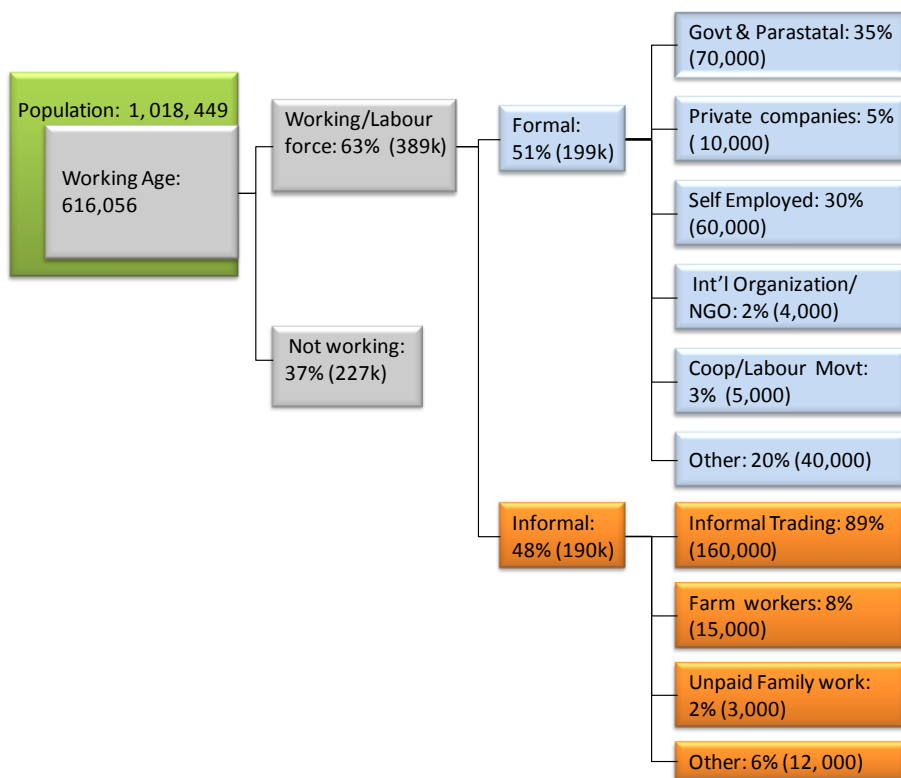 Population: 1, 018, 449
Working Age:
616,056
Working/Labour
force: 63% (389k)
Not working:
37% (227k)
Formal:
51% (199k)
Informal:
48% (190k)
Govt & Parastatal: 35%
(70,000)
Private companies: 5%
( 10,000)
Self Employed: 30%
(60,000)
Int’l Organization/
NGO: 2% (4,000)
Coop/Labour Movt:
3% (5,000)
Other: 20% (40,000)
Informal Trading: 89%
(160,000)
Farm workers: 8%
(15,000)
Unpaid Family work:
2% (3,000)
Other: 6% (12, 000)